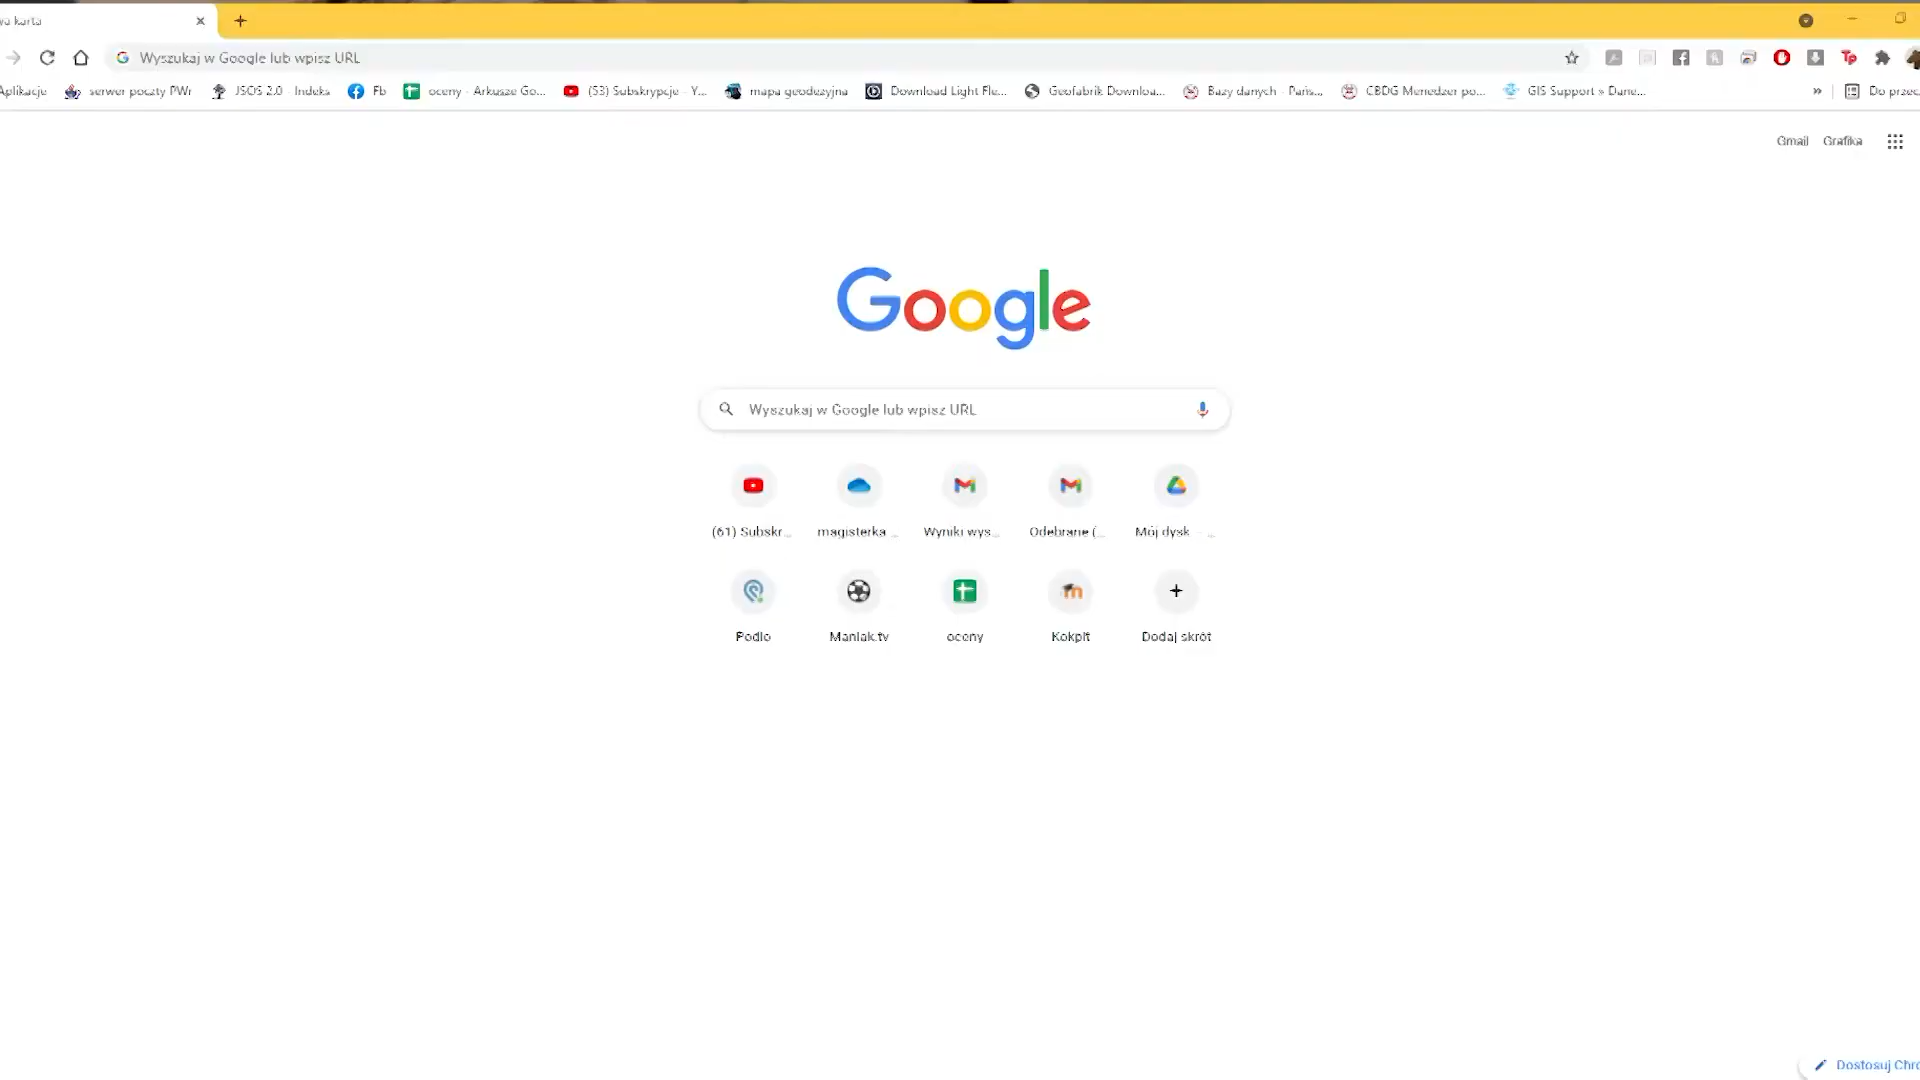 karta
Wyszukaj w Google lub wpisz URL
Aplikacje serwer poczty PWr JSOS 2.0 - Indeks Fb oceny - Arkusze Go... (53) Subskrypcje - Y... mapa geodezyjna Download Light Fle... Geofabrik Downloa... Bazy danych - Pańs... CBDG Menedżer po... GIS Support » Dane... » Do przec
Gmail Grafika
Google
Wyszukaj w Google lub wpisz URL
(61) Subskr... magisterka ... Wyniki wys... Odebrane (... Mój dysk – ...
Podio Maniak.tv oceny Kokpit Dodaj skrót
Dostosuj Chro